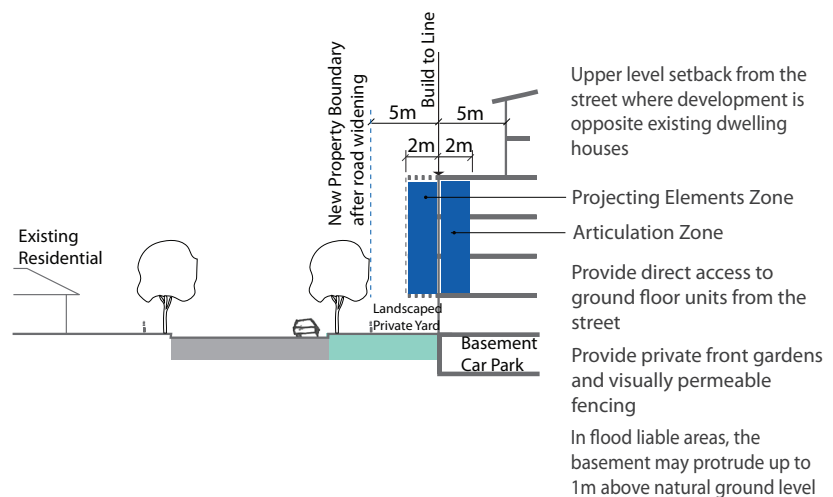 New Property Boundary
after road widening
Build to Line
5m
5m
2m
2m
Existing
Residential
Landscaped
Private Yard
Basement
Car Park
Upper level setback from the
street where development is
opposite existing dwelling
houses
Projecting Elements Zone
Articulation Zone
Provide direct access to
ground floor units from the
street
Provide private front gardens
and visually permeable
fencing
In flood liable areas, the
basement may protrude up to
1m above natural ground level